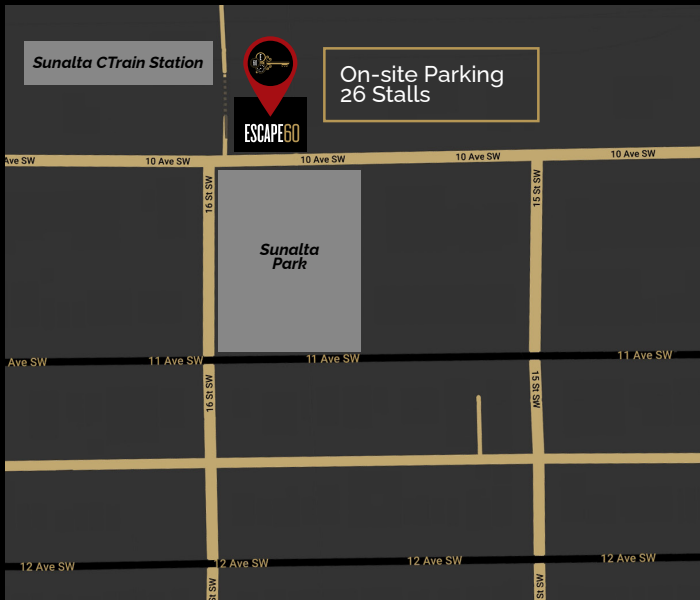 Sunalta CTrain Station
On-site Parking
26 Stalls
ESCAPE60
Ave SW
10 Ave SW
10 Ave SW
10 Ave SW
10 Ave SW
16 St SW
15 St SW
Sunalta
Park
Ave SW
11 Ave SW
11 Ave SW
11 Ave SW
16 St SW
15 St SW
12 Ave SW
2 Ave SW
12 Ave SW
12 Ave SW
St SW
St SW